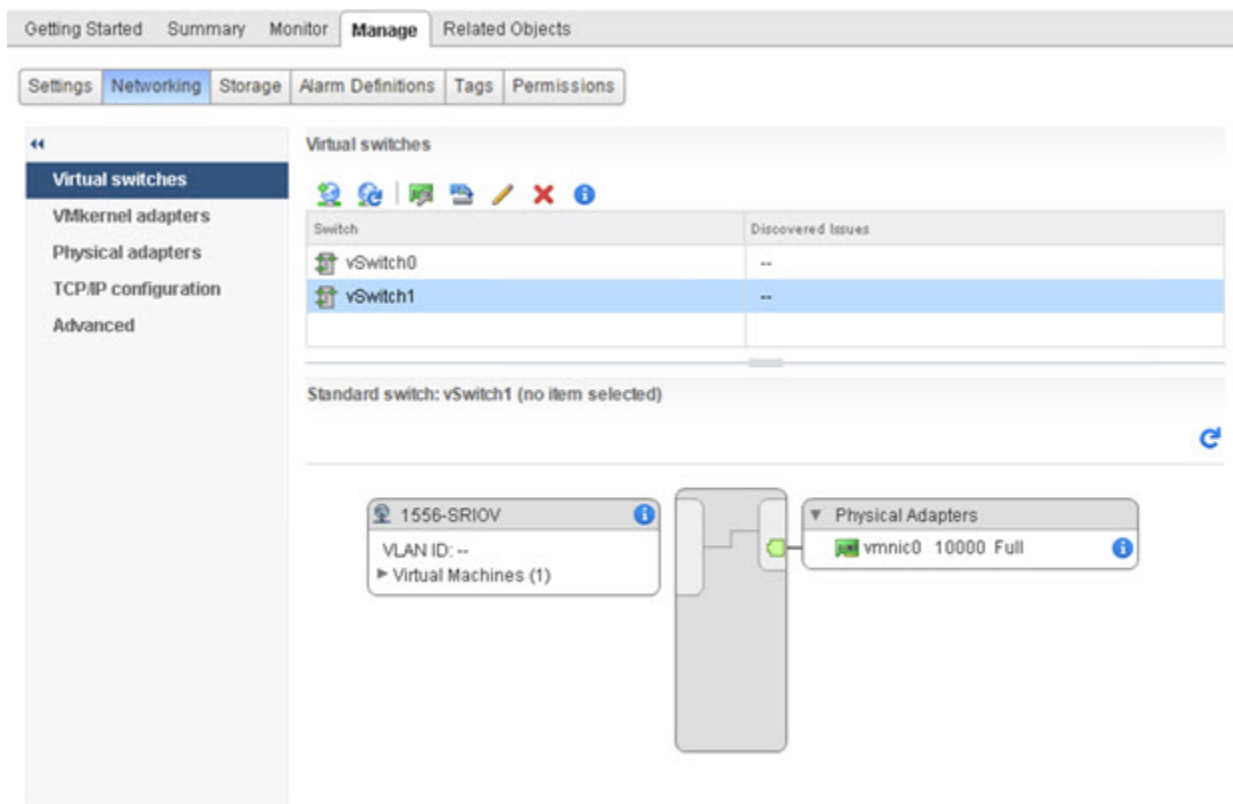 Getting Started Summary Monitor Manage Related Objects
Settings Networking Storage Alarm Definitions Tags Permissions
Virtual switches
VMkernel adapters
Physical adapters
TCP/IP configuration
Advanced
Virtual switches
Switch Discovered Issues
vSwitch0 --
vSwitch1 --
Standard switch: vSwitch1 (no item selected)
1556-SRIOV
VLAN ID: --
Virtual Machines (1)
Physical Adapters
vmnic0 10000 Full